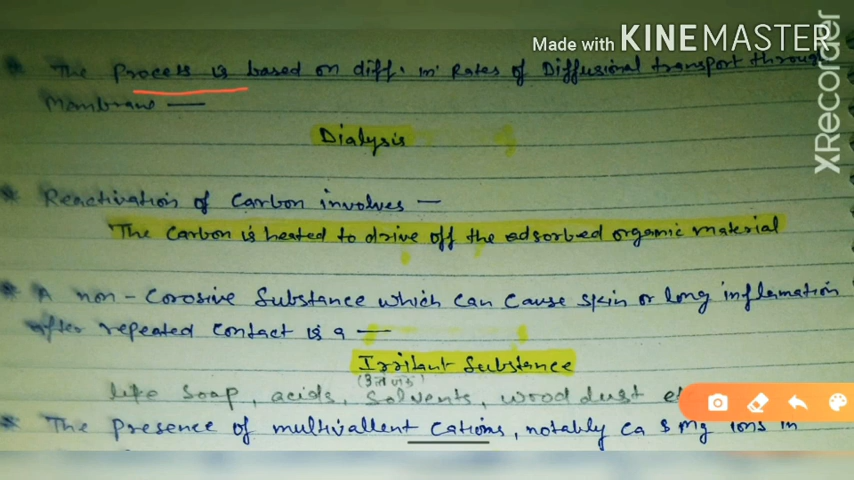 Made with KINEMASTER
XRecorder
* The Process is based on diff. in Rates of Diffusional transport through
Membrane —
Dialysis
* Reactivation of Carbon involves —
The Carbon is heated to drive off the adsorbed organic material
* A non-Corosive Substance which can cause skin or long inflamation
after repeated Contact is a —
Irritant Substance
like Soap, acids, Solvents, wood dust
* The presence of multivallent Cations, notably Ca & Mg ions in